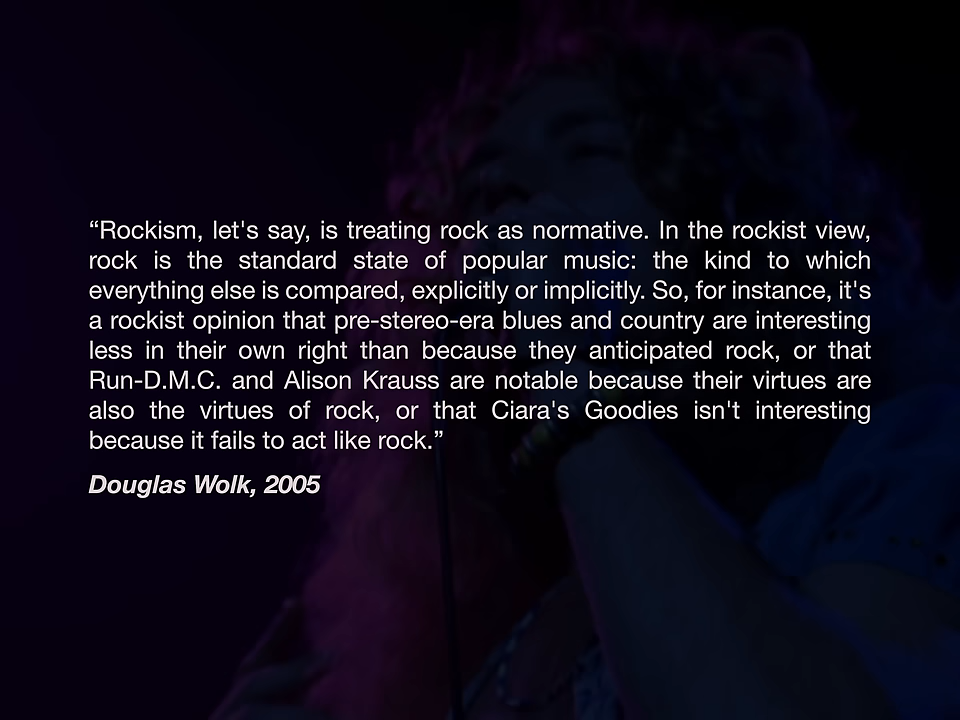 “Rockism, let's say, is treating rock as normative. In the rockist view,
rock is the standard state of popular music: the kind to which
everything else is compared, explicitly or implicitly. So, for instance, it's
a rockist opinion that pre-stereo-era blues and country are interesting
less in their own right than because they anticipated rock, or that
Run-D.M.C. and Alison Krauss are notable because their virtues are
also the virtues of rock, or that Ciara's Goodies isn't interesting
because it fails to act like rock.”
Douglas Wolk, 2005